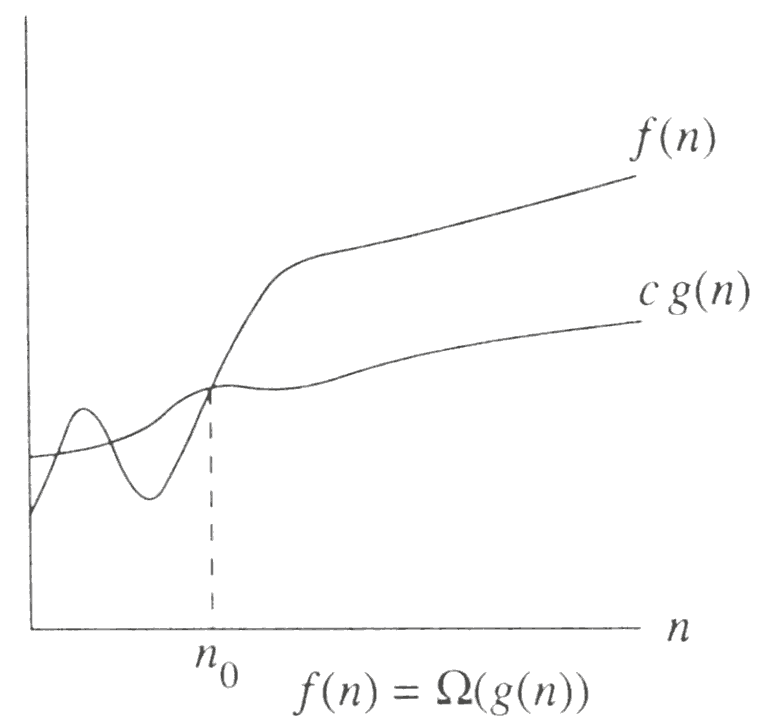 f(n)
c g(n)
n
n₀
f(n) = Ω(g(n))